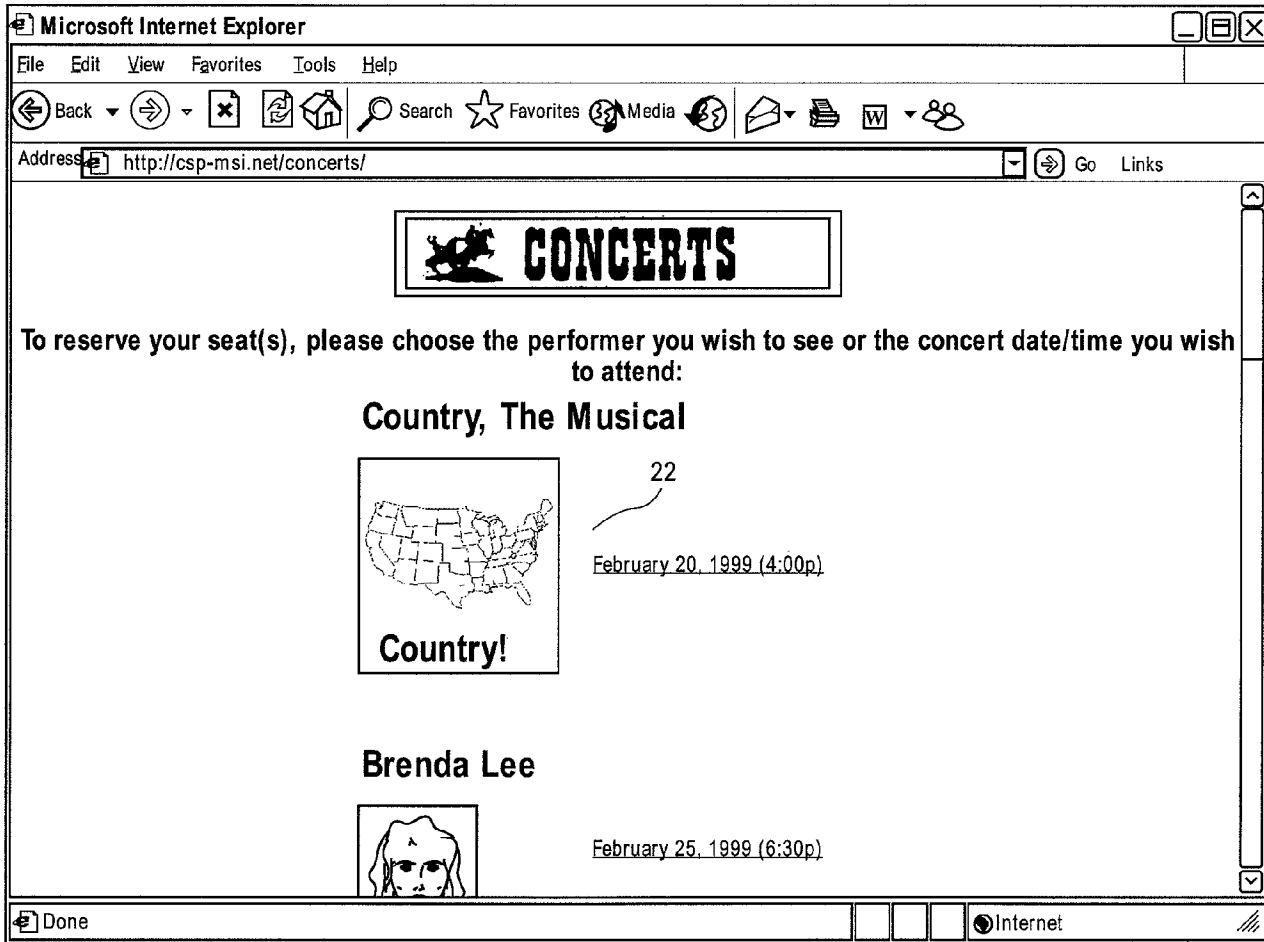 Microsoft Internet Explorer
File Edit View Favorites Tools Help
Back Search Favorites Media W
Address http://csp-msi.net/concerts/ Go Links
CONCERTS
To reserve your seat(s), please choose the performer you wish to see or the concert date/time you wish
to attend:
Country, The Musical
22
February 20, 1999 (4:00p)
Country!
Brenda Lee
February 25, 1999 (6:30p)
Done Internet